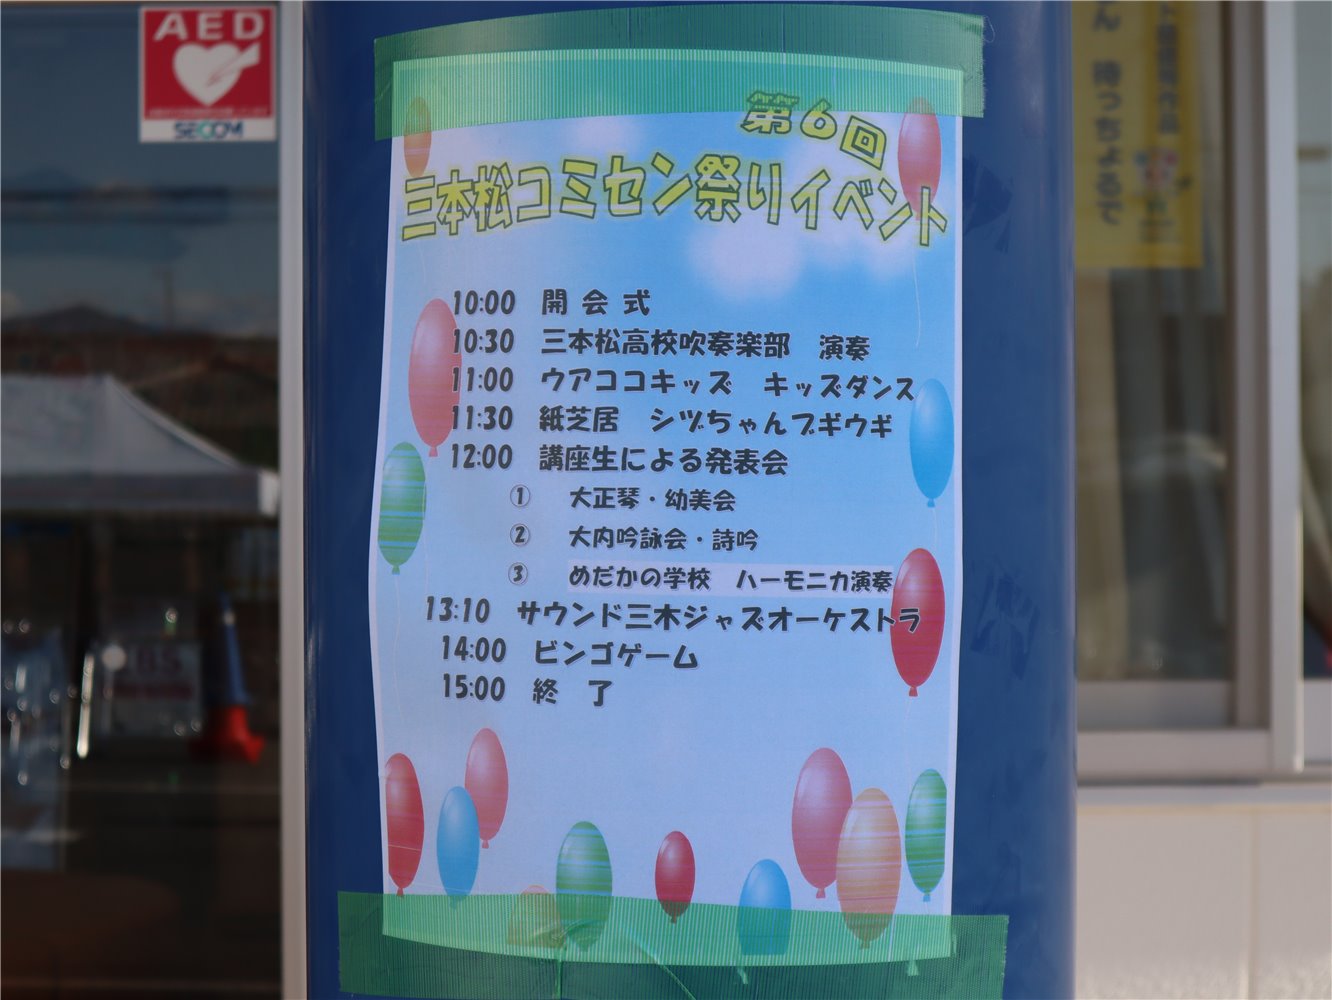 AED
SECOM
第6回
三本松コミセン祭りイベント
10:00 開会式
10:30 三本松高校吹奏楽部 演奏
11:00 ウアココキッズ キッズダンス
11:30 紙芝居 シヅちゃんブギウギ
12:00 講座生による発表会
① 大正琴・幼美会
② 大内吟詠会・詩吟
③ めだかの学校 ハーモニカ演奏
13:10 サウンド三木ジャズオーケストラ
14:00 ビンゴゲーム
15:00 終 了
待っちょるで